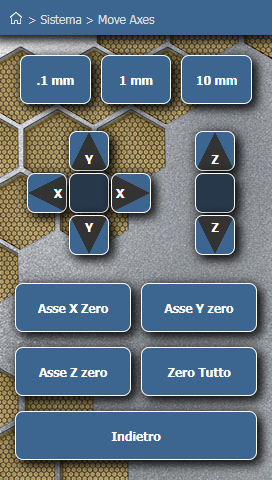 > Sistema > Move Axes
.1 mm 1 mm 10 mm
Y Z
X X
Y Z
Asse X Zero Asse Y zero
Asse Z zero Zero Tutto
Indietro